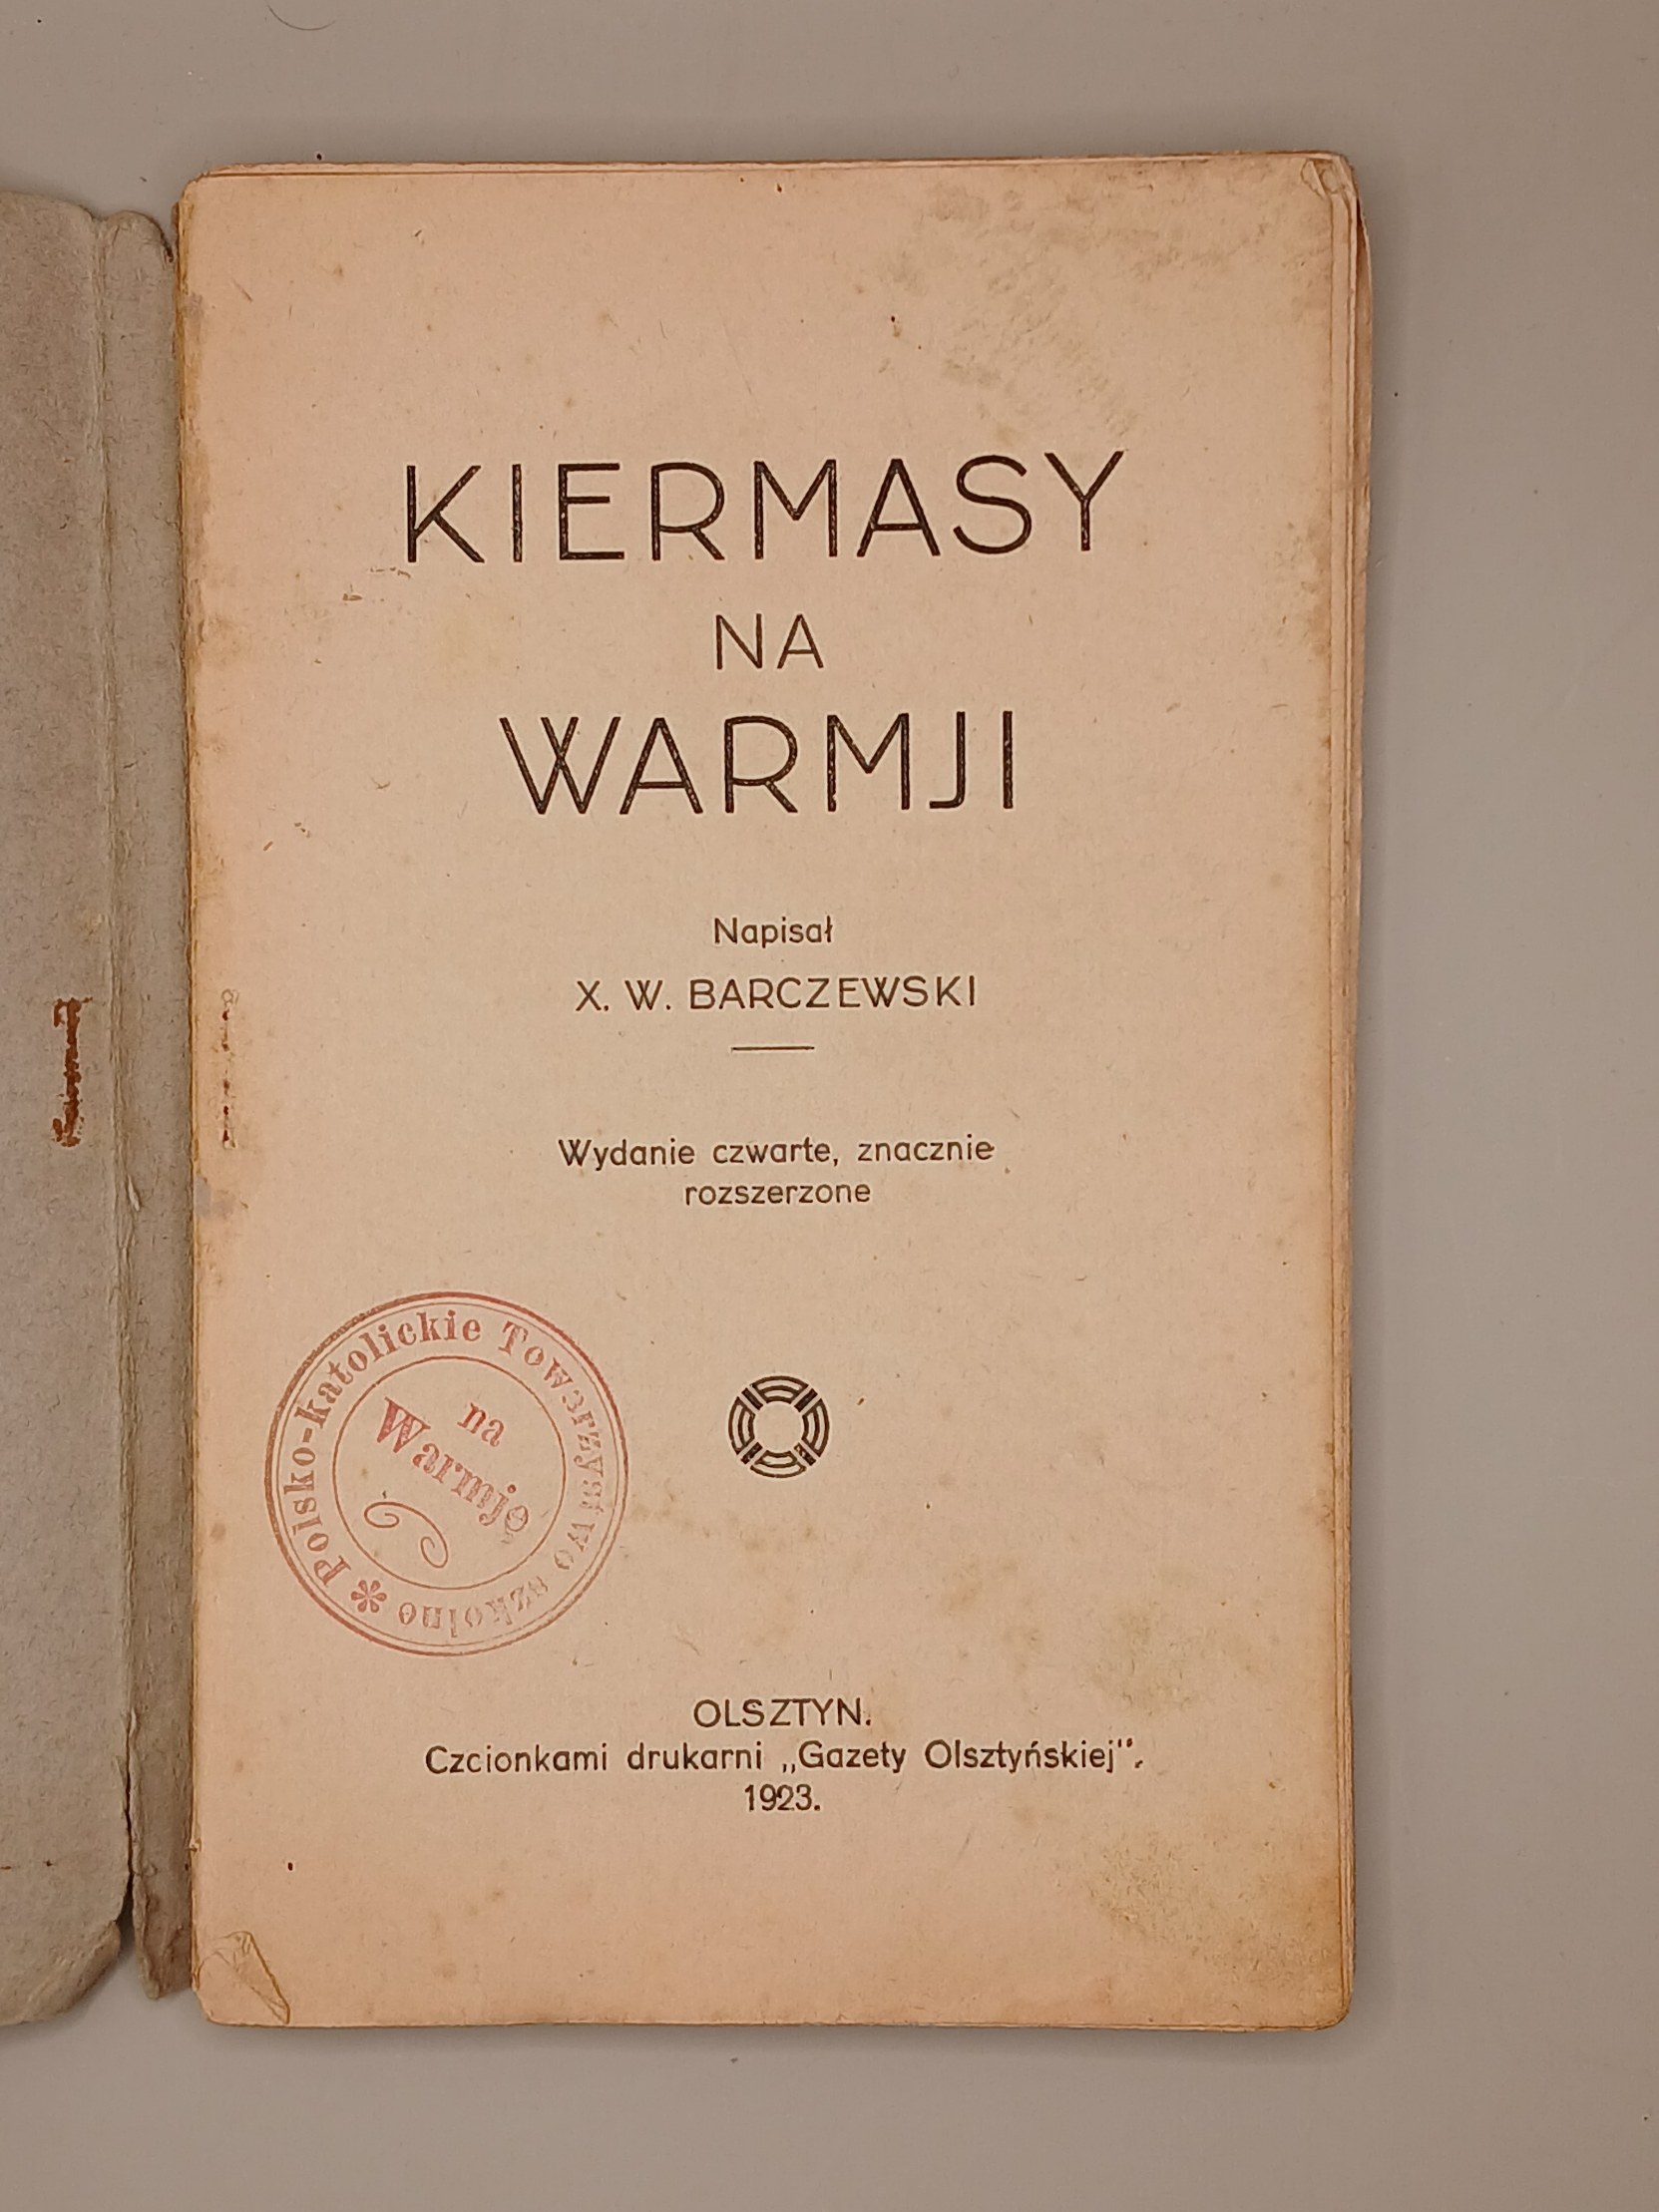 KIERMASY
NA
WARMJI
Napisał
X. W. BARCZEWSKI
Wydanie czwarte, znacznie
rozszerzone
Polsko-katolickie Towarzystwo szkolne
na
Warmję
OLSZTYN.
Czcionkami drukarni „Gazety Olsztyńskiej”.
1923.